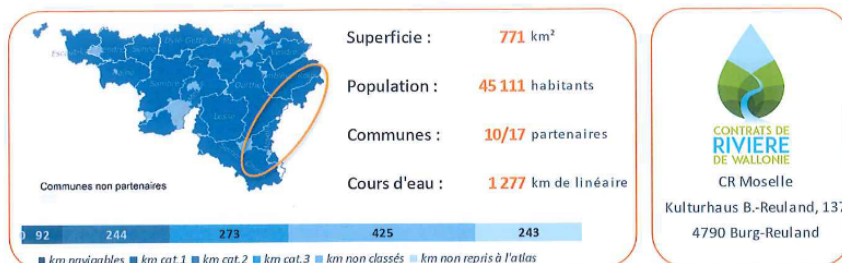 Superficie : 771 km²
Population : 45 111 habitants
Communes : 10/17 partenaires
Cours d'eau : 1 277 km de linéaire
Communes non partenaires
0 92 244 273 425 243
km navigables km cat.1 km cat.2 km cat.3 km non classés km non repris à l'atlas
CONTRATS DE
RIVIERE
DE WALLONIE
CR Moselle
Kulturhaus B.-Reuland, 137
4790 Burg-Reuland